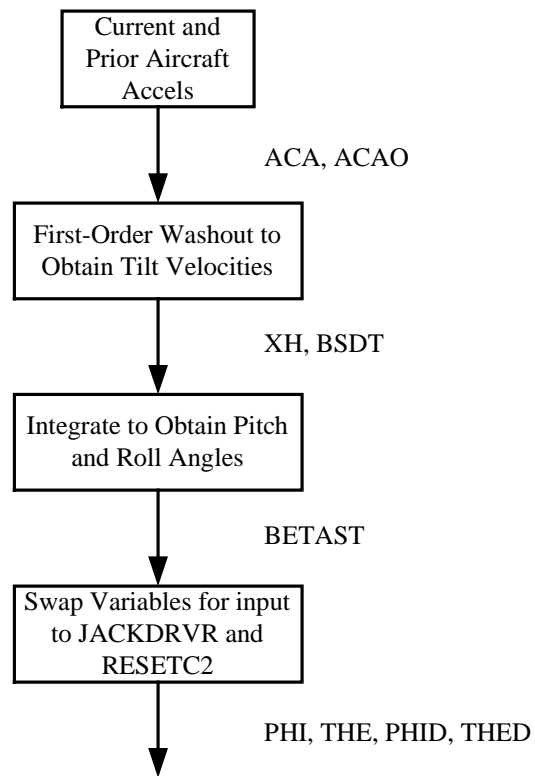 Current and
Prior Aircraft
Accels
ACA, ACAO
First-Order Washout to
Obtain Tilt Velocities
XH, BSDT
Integrate to Obtain Pitch
and Roll Angles
BETAST
Swap Variables for input
to JACKDRVR and
RESETC2
PHI, THE, PHID, THED